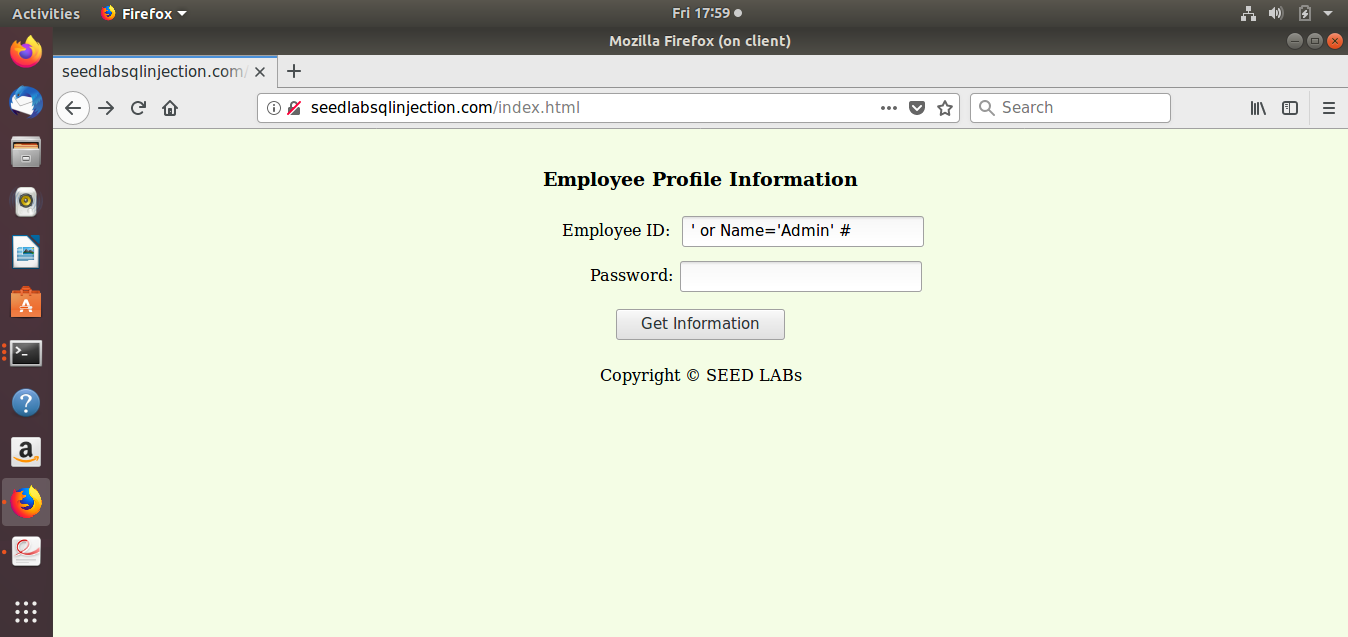 Activities Firefox Fri 17:59
Mozilla Firefox (on client)
seedlabsqlinjection.com/
seedlabsqlinjection.com/index.html Search
Employee Profile Information
Employee ID: ' or Name='Admin' #
Password:
Get Information
Copyright © SEED LABs